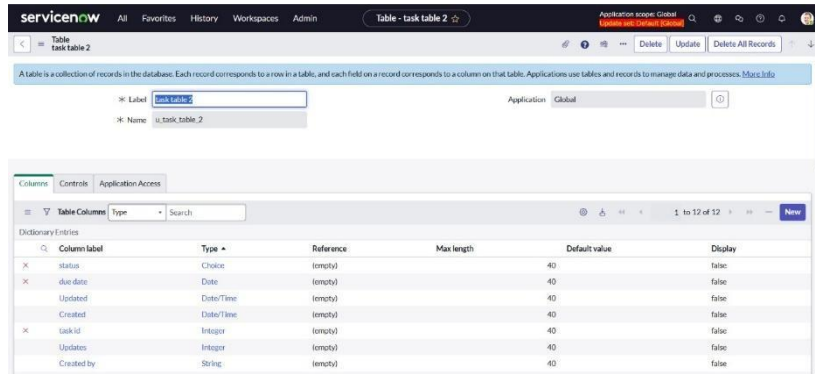 servicenow All Favorites History Workspaces Admin Table - task table 2 Application scope: Global
Update set: Default [Global]
Table
task table 2
Delete Update Delete All Records
A table is a collection of records in the database. Each record corresponds to a row in a table, and each field on a record corresponds to a column on that table. Applications use tables and records to manage data and processes. More Info
Label task table 2 Application Global
Name u_task_table_2
Columns Controls Application Access
Table Columns Type Search 1 to 12 of 12 New
Dictionary Entries
Column label Type Reference Max length Default value Display
status Choice (empty) 40 false
due date Date (empty) 40 false
Updated Date/Time (empty) 40 false
Created Date/Time (empty) 40 false
task id Integer (empty) 40 false
Updates Integer (empty) 40 false
Created by String (empty) 40 false